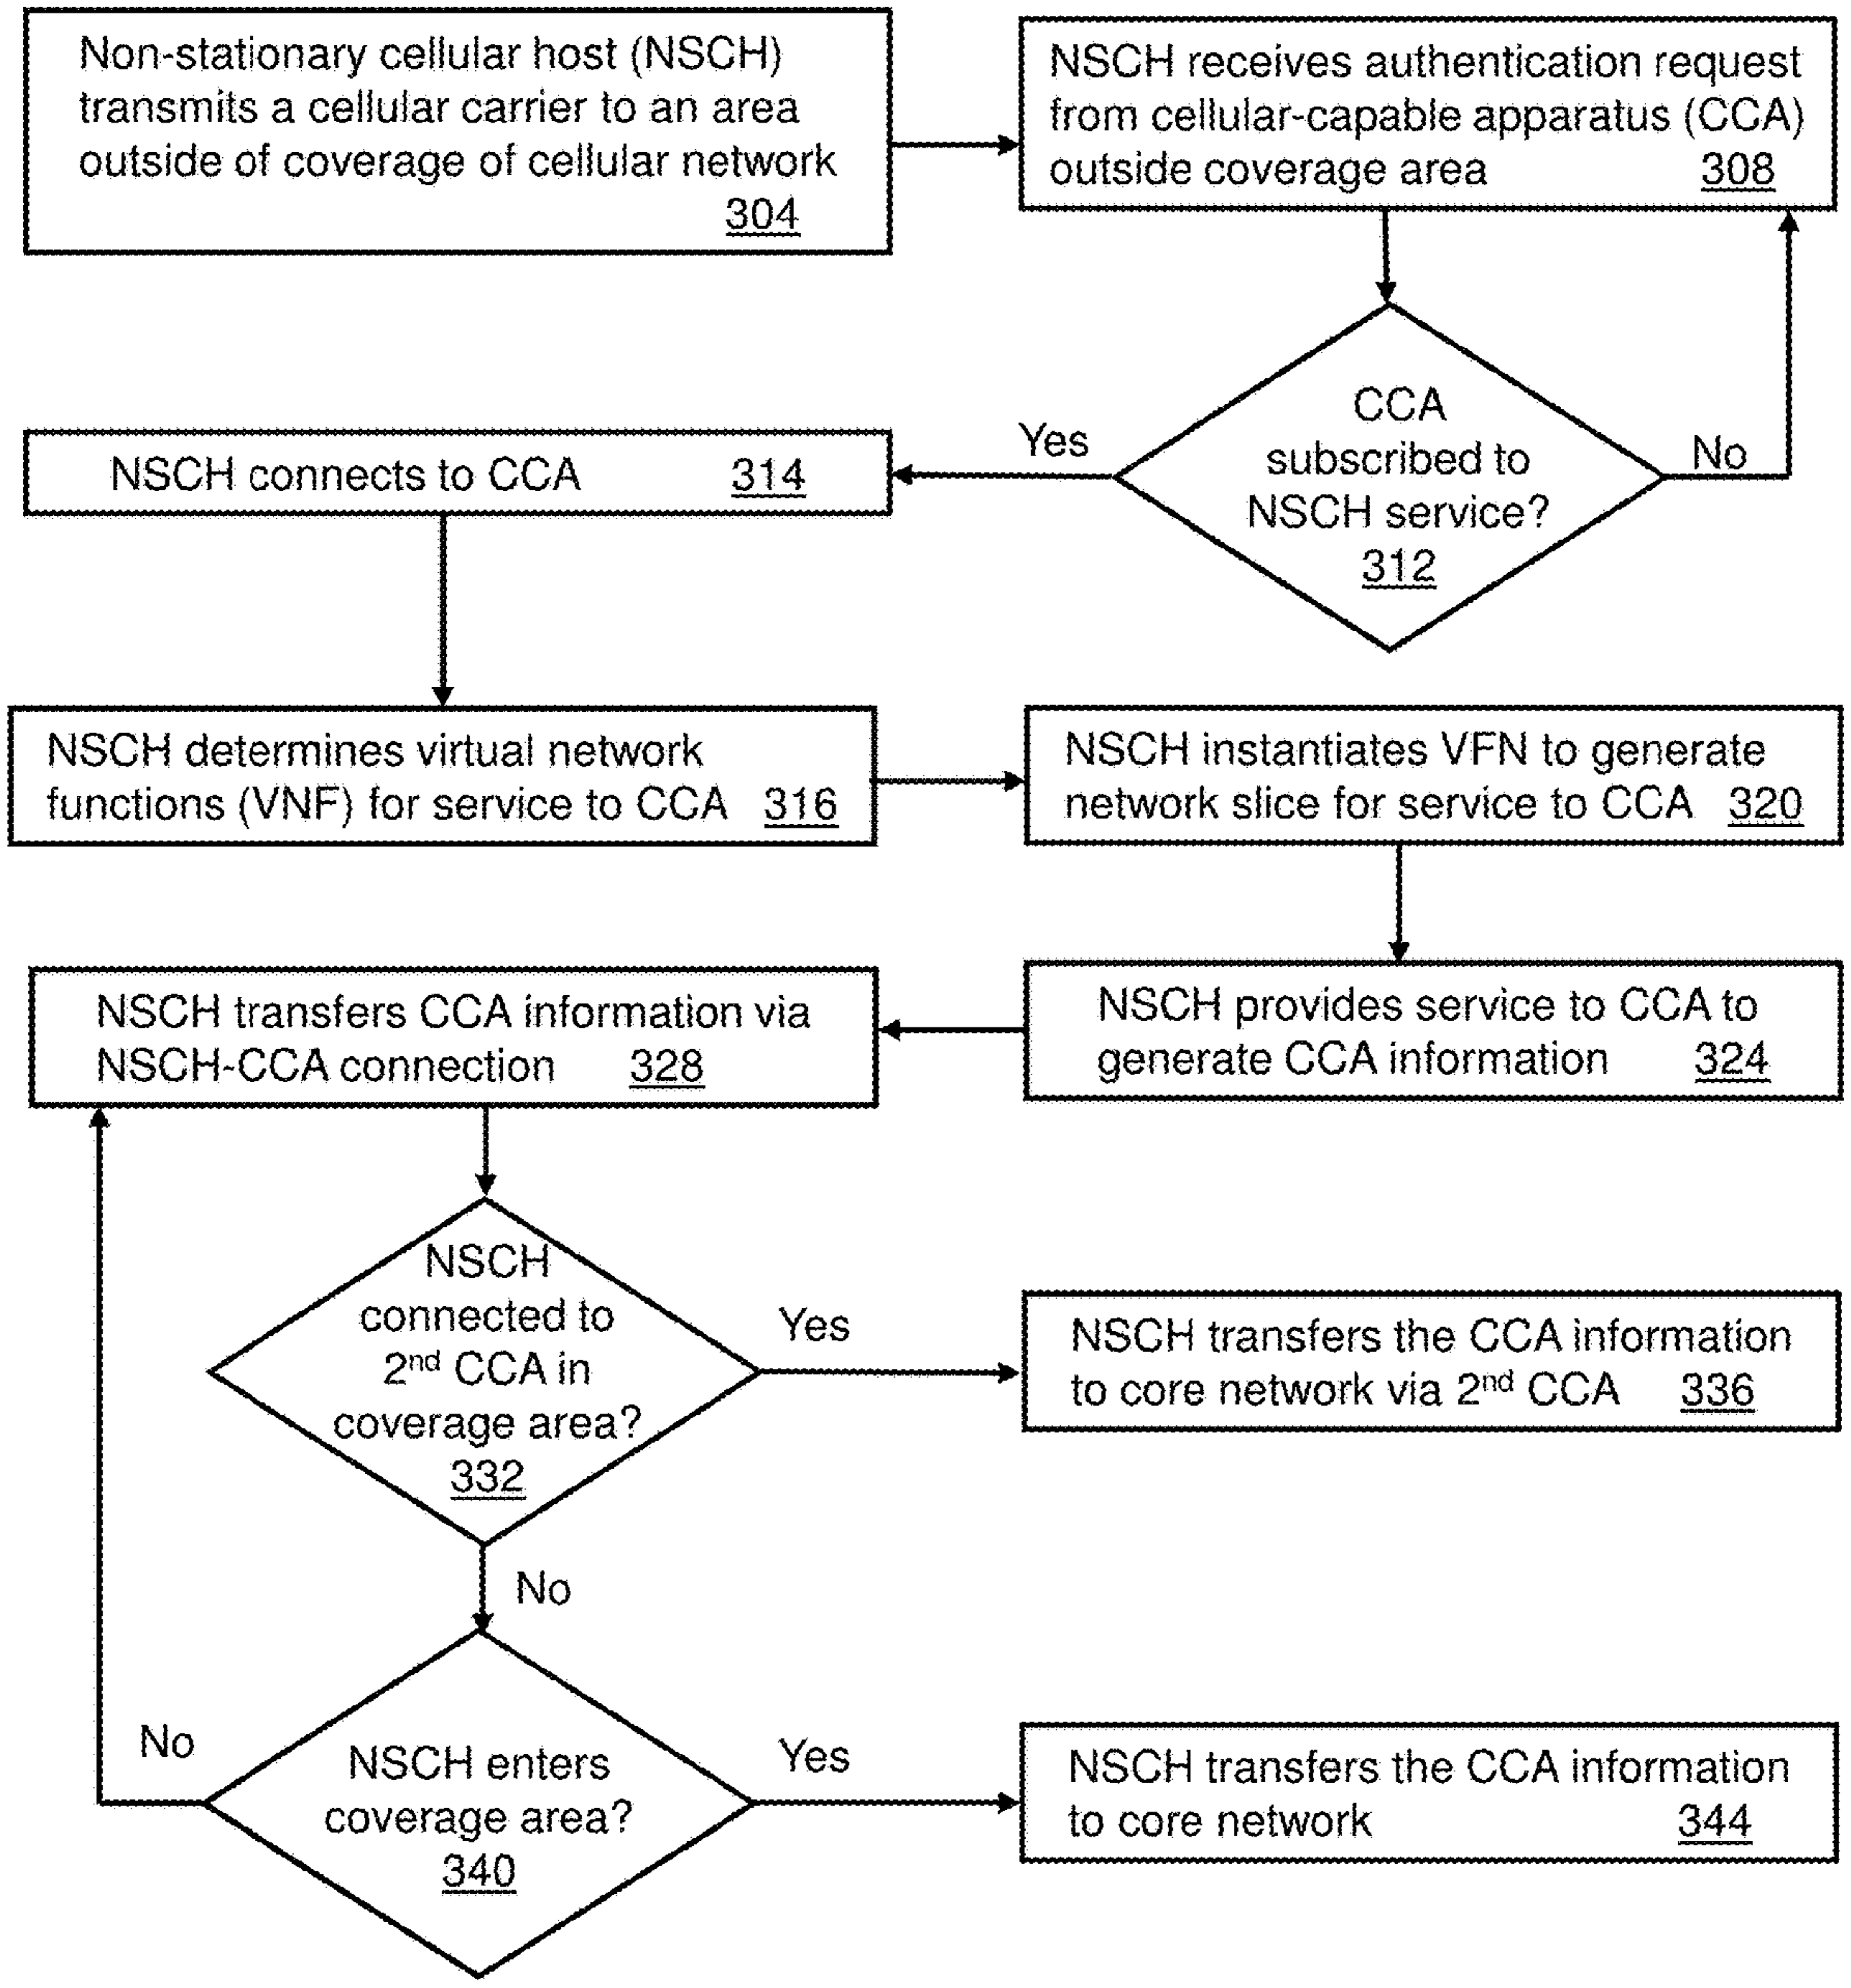 Non-stationary cellular host (NSCH)
transmits a cellular carrier to an area
outside of coverage of cellular network
304
NSCH receives authentication request
from cellular-capable apparatus (CCA)
outside coverage area 308
CCA
subscribed to
NSCH service?
312
Yes
No
NSCH connects to CCA 314
NSCH determines virtual network
functions (VNF) for service to CCA 316
NSCH instantiates VFN to generate
network slice for service to CCA 320
NSCH provides service to CCA to
generate CCA information 324
NSCH transfers CCA information via
NSCH-CCA connection 328
NSCH
connected to
2nd CCA in
coverage area?
332
Yes
NSCH transfers the CCA information
to core network via 2nd CCA 336
No
NSCH enters
coverage area?
340
No
Yes
NSCH transfers the CCA information
to core network 344